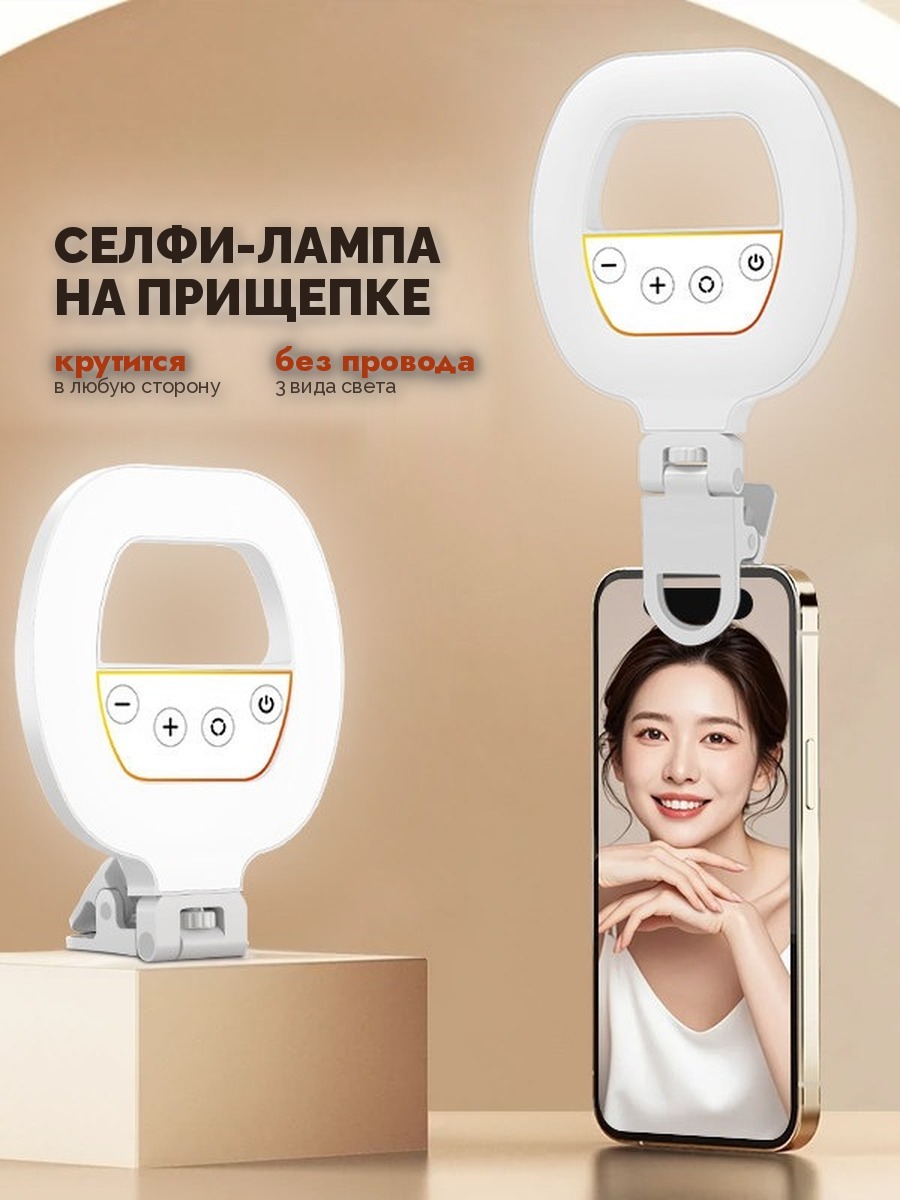 СЕЛФИ-ЛАМПА
НА ПРИЩЕПКЕ
крутится
в любую сторону
без провода
3 вида света